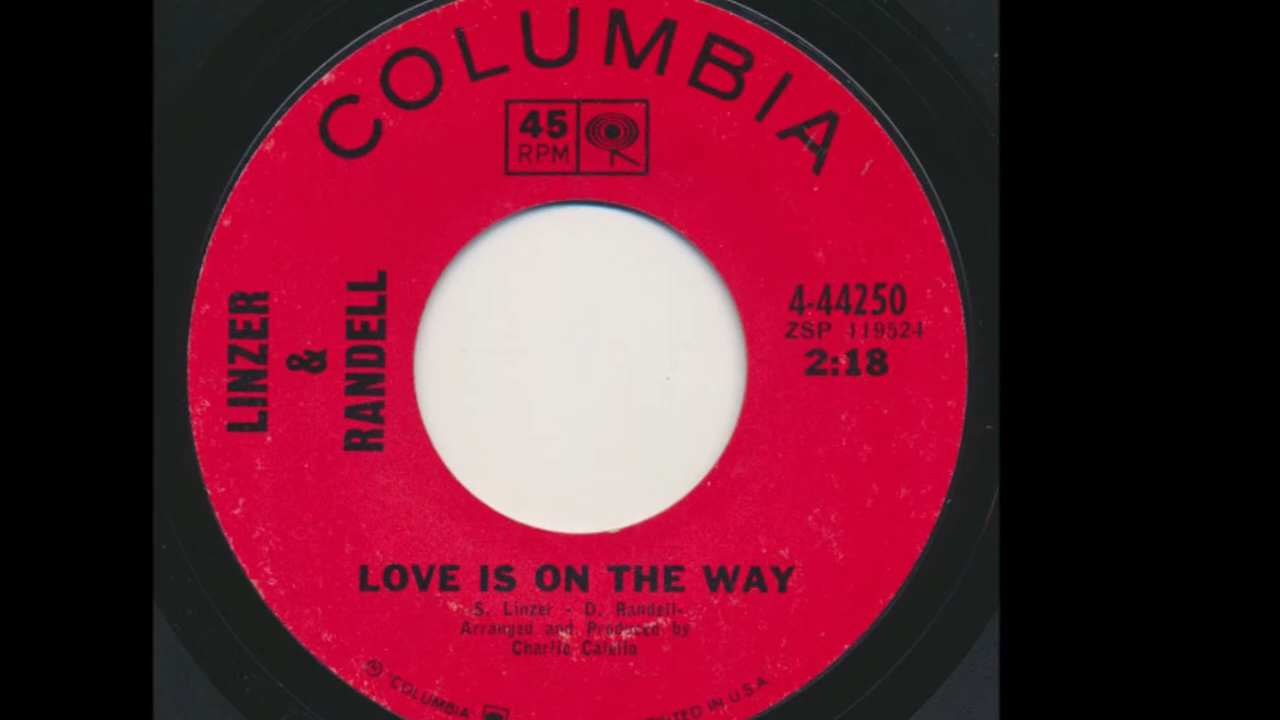 COLUMBIA
45
RPM
LINZER
&
RANDELL
4-44250
ZSP 119524
2:18
LOVE IS ON THE WAY
-S. Linzer - D. Randell-
Arranged and Produced by
Charlie Calello
Ⓡ "COLUMBIA"
IN U.S.A.